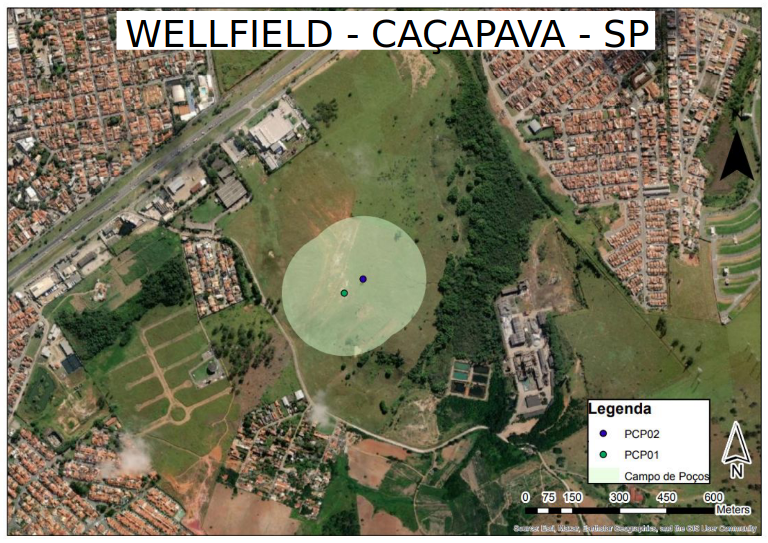 WELLFIELD - CAÇAPAVA - SP
Legenda
PCP02
PCP01
Campo de Poços
N
0 75 150 300 450 600
Meters
Source: Esri, Maxar, Earthstar Geographics, and the GIS User Community